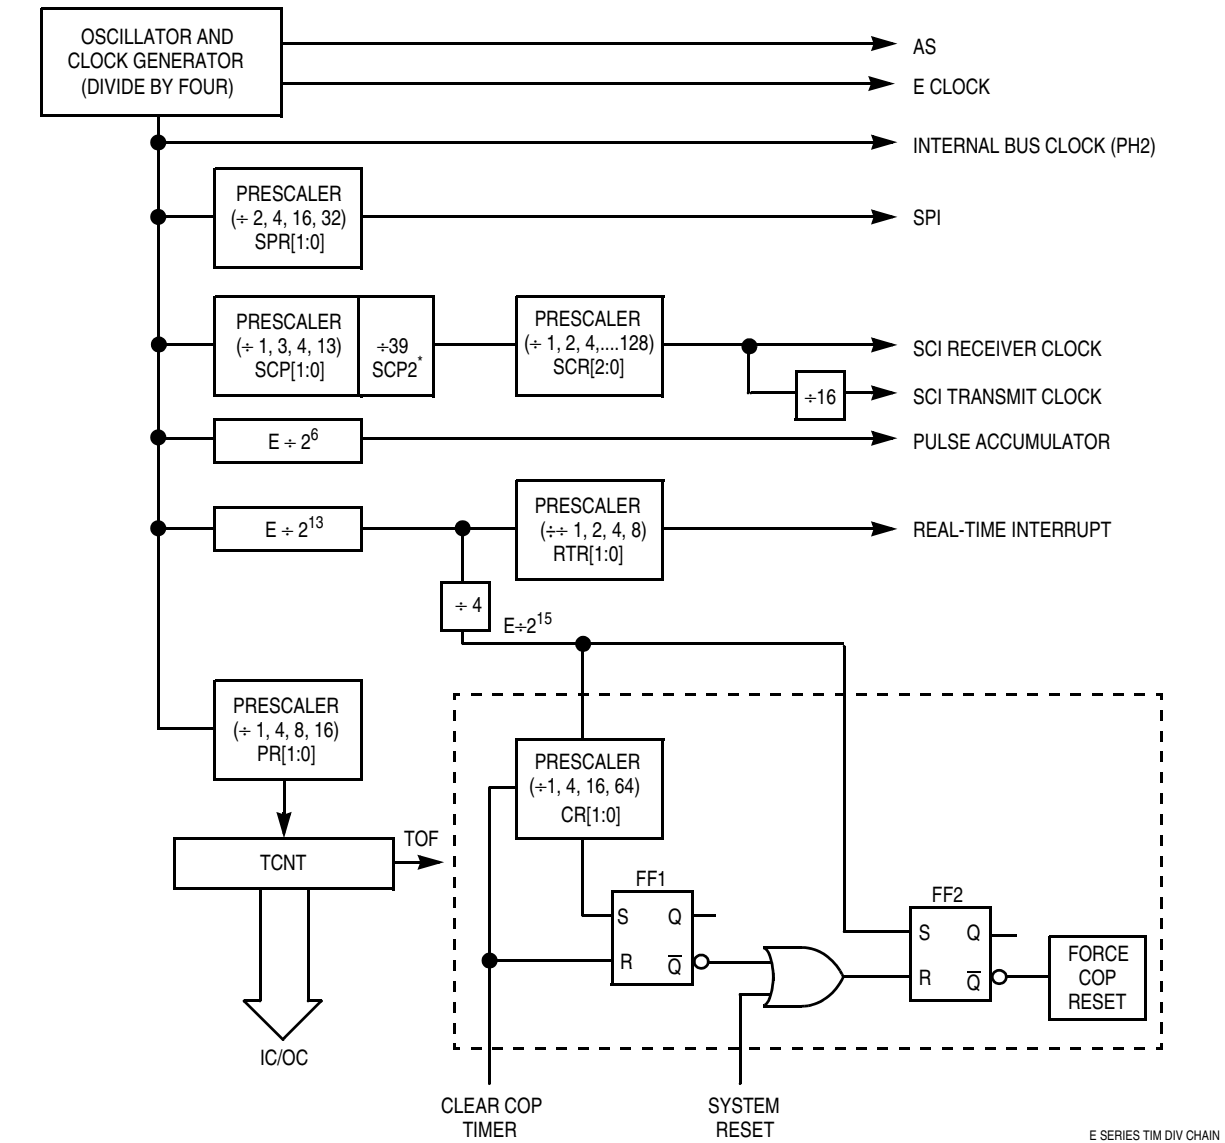 OSCILLATOR AND
CLOCK GENERATOR
(DIVIDE BY FOUR)
AS
E CLOCK
INTERNAL BUS CLOCK (PH2)
PRESCALER
(÷ 2, 4, 16, 32)
SPR[1:0]
SPI
PRESCALER
(÷ 1, 3, 4, 13)
SCP[1:0]
÷39
SCP2*
PRESCALER
(÷ 1, 2, 4,....128)
SCR[2:0]
SCI RECEIVER CLOCK
÷16
SCI TRANSMIT CLOCK
E ÷ 2⁶
PULSE ACCUMULATOR
E ÷ 2¹³
PRESCALER
(÷÷ 1, 2, 4, 8)
RTR[1:0]
REAL-TIME INTERRUPT
÷ 4
E÷2¹⁵
PRESCALER
(÷ 1, 4, 8, 16)
PR[1:0]
PRESCALER
(÷1, 4, 16, 64)
CR[1:0]
TCNT
TOF
FF1
S Q
R Q̅
FF2
S Q
R Q̅
FORCE
COP
RESET
IC/OC
CLEAR COP
TIMER
SYSTEM
RESET
E SERIES TIM DIV CHAIN